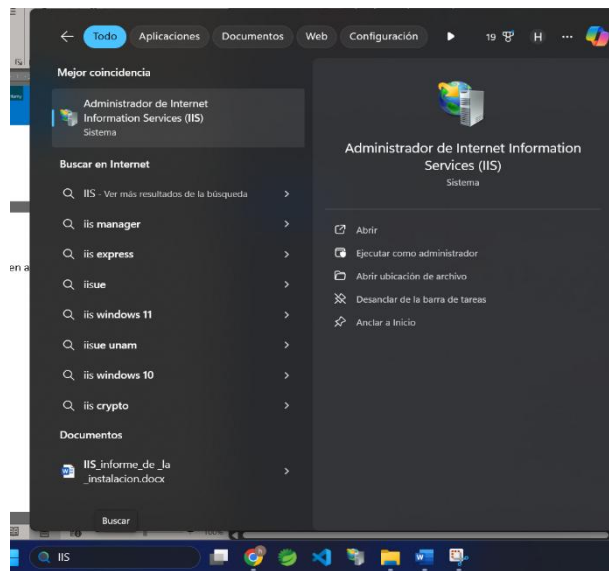 Todo Aplicaciones Documentos Web Configuración 19 H
Mejor coincidencia
Administrador de Internet
Information Services (IIS)
Sistema
Buscar en Internet
IIS - Ver más resultados de la búsqueda
iis manager
iis express
iisue
iis windows 11
iisue unam
iis windows 10
iis crypto
Documentos
IIS_informe_de_la
_instalacion.docx
Administrador de Internet Information
Services (IIS)
Sistema
Abrir
Ejecutar como administrador
Abrir ubicación de archivo
Desanclar de la barra de tareas
Anclar a Inicio
en a
Buscar
100%
IIS